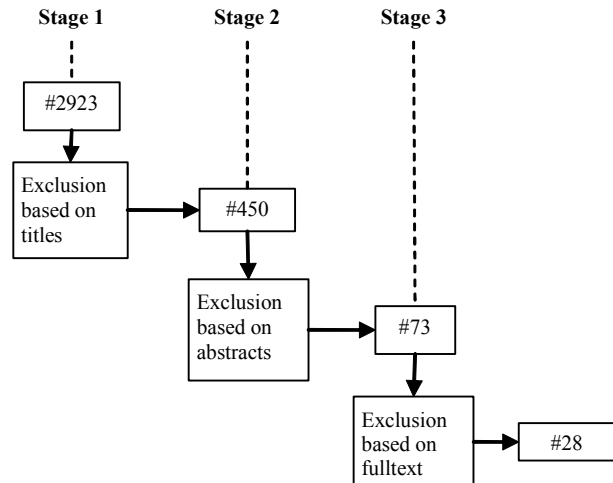 Stage 1
Stage 2
Stage 3
#2923
Exclusion
based on
titles
#450
Exclusion
based on
abstracts
#73
Exclusion
based on
fulltext
#28